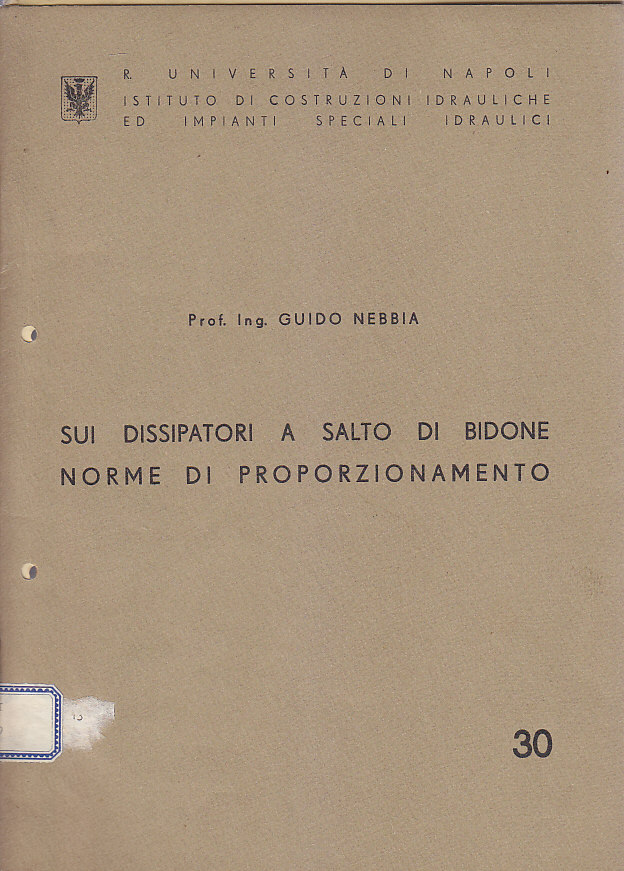 R. UNIVERSITÀ DI NAPOLI
ISTITUTO DI COSTRUZIONI IDRAULICHE
ED IMPIANTI SPECIALI IDRAULICI
Prof. Ing. GUIDO NEBBIA
SUI DISSIPATORI A SALTO DI BIDONE
NORME DI PROPORZIONAMENTO
30